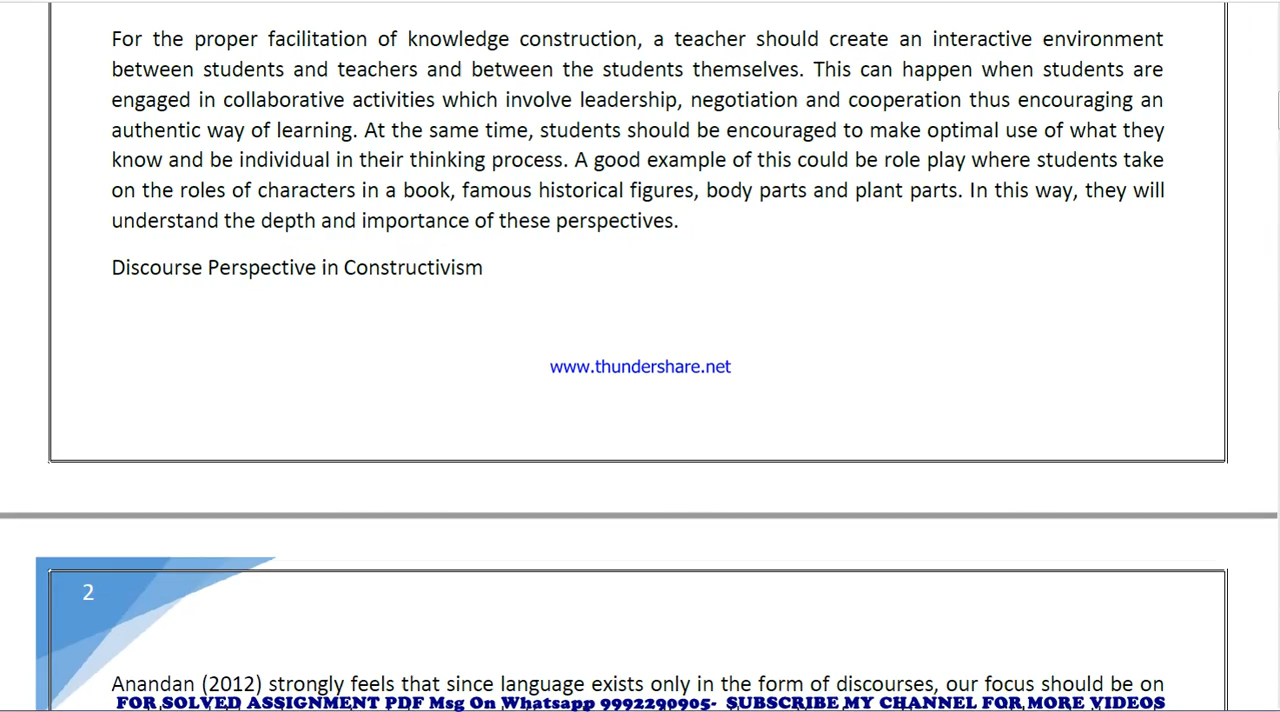 For the proper facilitation of knowledge construction, a teacher should create an interactive environment
between students and teachers and between the students themselves. This can happen when students are
engaged in collaborative activities which involve leadership, negotiation and cooperation thus encouraging an
authentic way of learning. At the same time, students should be encouraged to make optimal use of what they
know and be individual in their thinking process. A good example of this could be role play where students take
on the roles of characters in a book, famous historical figures, body parts and plant parts. In this way, they will
understand the depth and importance of these perspectives.
Discourse Perspective in Constructivism
www.thundershare.net
2
Anandan (2012) strongly feels that since language exists only in the form of discourses, our focus should be on
FOR SOLVED ASSIGNMENT PDF Msg On Whatsapp 9992290905- SUBSCRIBE MY CHANNEL FOR MORE VIDEOS